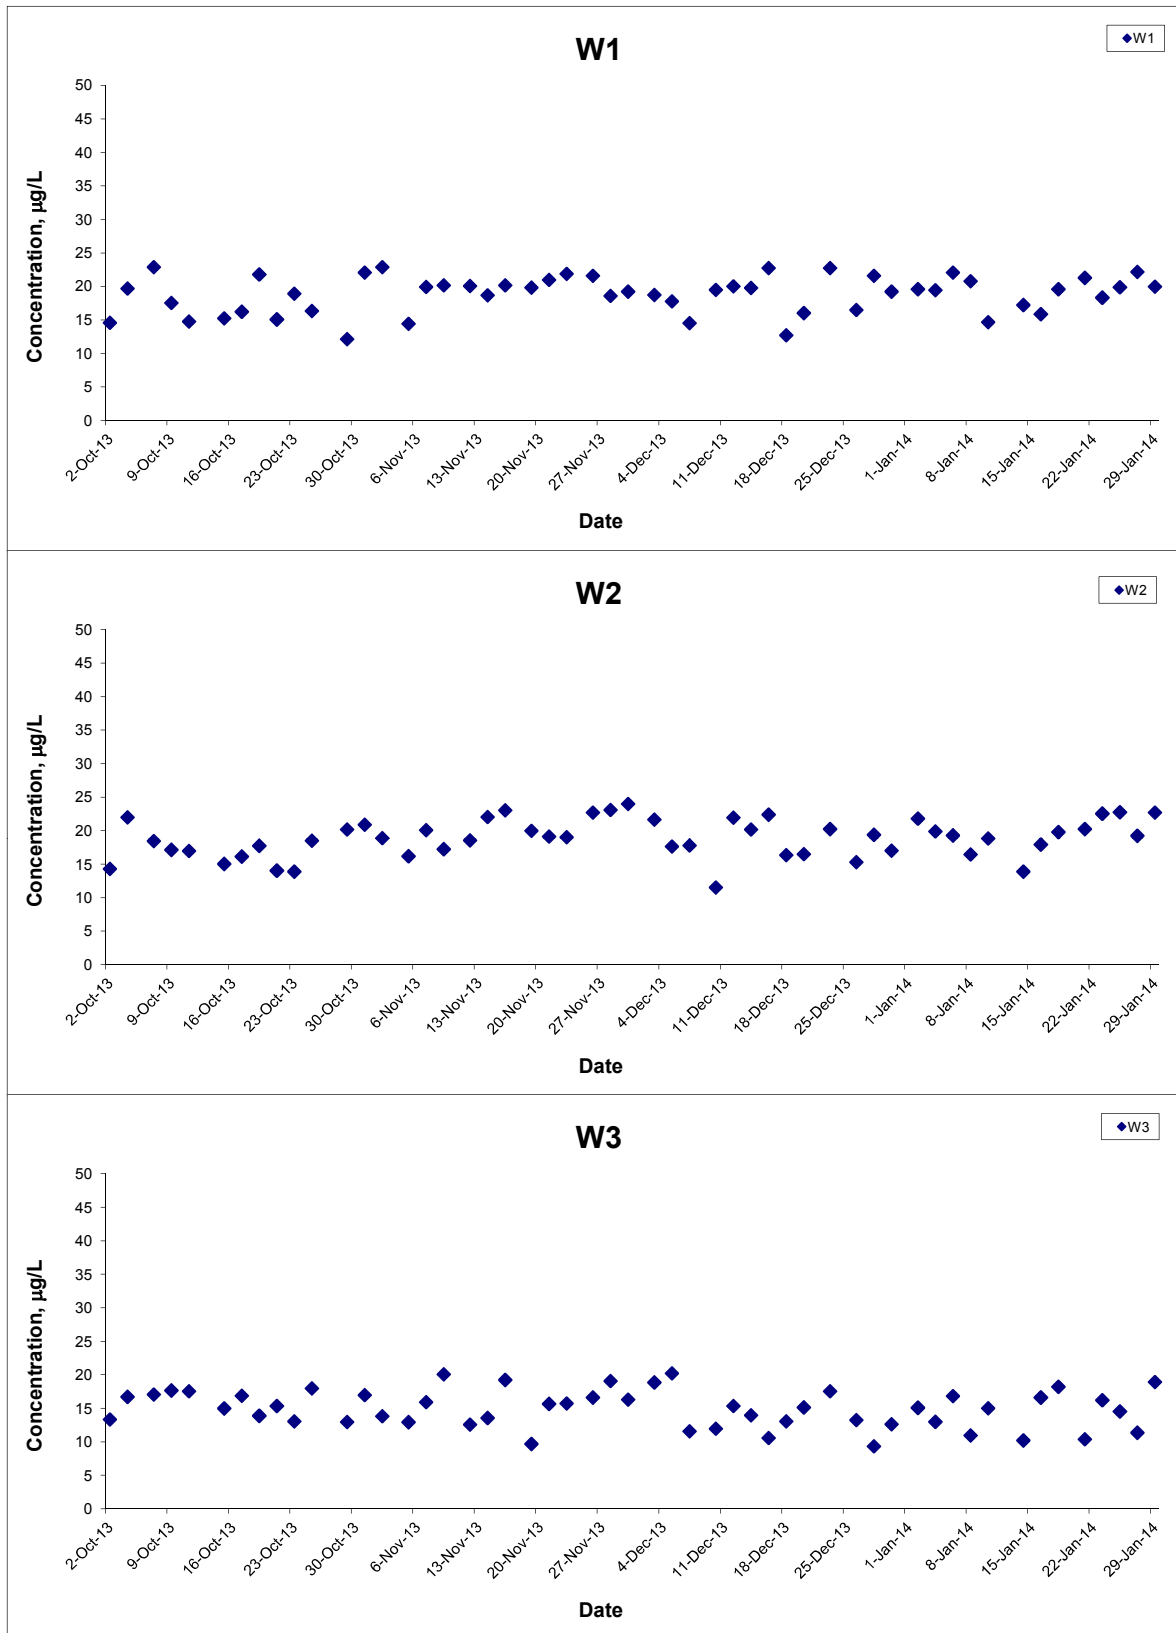 W1
W1
50
45
40
35
30
25
20
15
10
5
0
Concentration, µg/L
2-Oct-13
9-Oct-13
16-Oct-13
23-Oct-13
30-Oct-13
6-Nov-13
13-Nov-13
20-Nov-13
27-Nov-13
4-Dec-13
11-Dec-13
18-Dec-13
25-Dec-13
1-Jan-14
8-Jan-14
15-Jan-14
22-Jan-14
29-Jan-14
Date
W2
W2
50
45
40
35
30
25
20
15
10
5
0
Concentration, µg/L
2-Oct-13
9-Oct-13
16-Oct-13
23-Oct-13
30-Oct-13
6-Nov-13
13-Nov-13
20-Nov-13
27-Nov-13
4-Dec-13
11-Dec-13
18-Dec-13
25-Dec-13
1-Jan-14
8-Jan-14
15-Jan-14
22-Jan-14
29-Jan-14
Date
W3
W3
50
45
40
35
30
25
20
15
10
5
0
Concentration, µg/L
2-Oct-13
9-Oct-13
16-Oct-13
23-Oct-13
30-Oct-13
6-Nov-13
13-Nov-13
20-Nov-13
27-Nov-13
4-Dec-13
11-Dec-13
18-Dec-13
25-Dec-13
1-Jan-14
8-Jan-14
15-Jan-14
22-Jan-14
29-Jan-14
Date